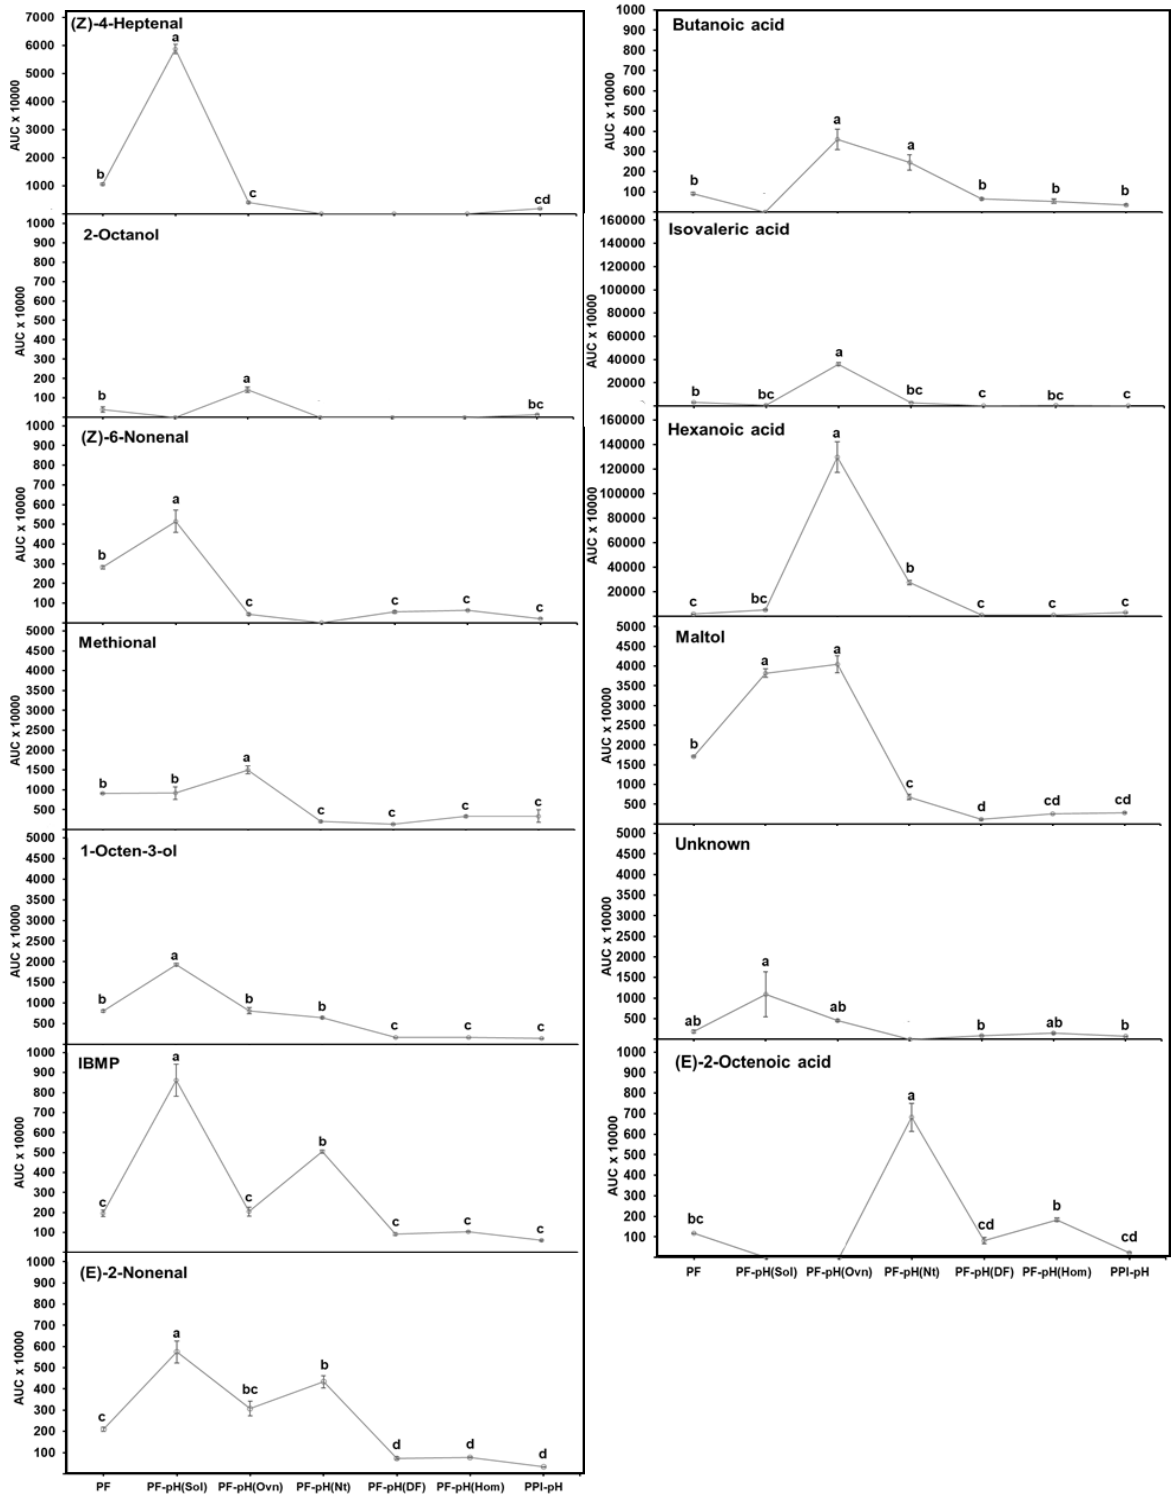 (Z)-4-Heptenal
7000
6000
5000
4000
3000
2000
1000
AUC x 10000
b
a
c
cd
2-Octanol
1000
900
800
700
600
500
400
300
200
100
AUC x 10000
b
a
bc
(Z)-6-Nonenal
1000
900
800
700
600
500
400
300
200
100
AUC x 10000
b
a
c
c
c
c
Methional
5000
4500
4000
3500
3000
2500
2000
1500
1000
500
AUC x 10000
b
b
a
c
c
c
c
1-Octen-3-ol
5000
4500
4000
3500
3000
2500
2000
1500
1000
500
AUC x 10000
b
a
b
b
c
c
c
IBMP
1000
900
800
700
600
500
400
300
200
100
AUC x 10000
c
a
c
b
c
c
c
(E)-2-Nonenal
1000
900
800
700
600
500
400
300
200
100
AUC x 10000
c
a
bc
b
d
d
d
PF PF-pH(Sol) PF-pH(Ovn) PF-pH(Nt) PF-pH(DF) PF-pH(Hom) PPI-pH
Butanoic acid
1000
900
800
700
600
500
400
300
200
100
AUC x 10000
b
a
a
b
b
b
Isovaleric acid
160000
140000
120000
100000
80000
60000
40000
20000
AUC x 10000
b
bc
a
bc
c
bc
c
Hexanoic acid
160000
140000
120000
100000
80000
60000
40000
20000
AUC x 10000
c
bc
a
b
c
c
c
Maltol
5000
4500
4000
3500
3000
2500
2000
1500
1000
500
AUC x 10000
b
a
a
c
d
cd
cd
Unknown
5000
4500
4000
3500
3000
2500
2000
1500
1000
500
AUC x 10000
ab
a
ab
b
ab
b
(E)-2-Octenoic acid
1000
900
800
700
600
500
400
300
200
100
AUC x 10000
bc
a
cd
b
cd
PF PF-pH(Sol) PF-pH(Ovn) PF-pH(Nt) PF-pH(DF) PF-pH(Hom) PPI-pH